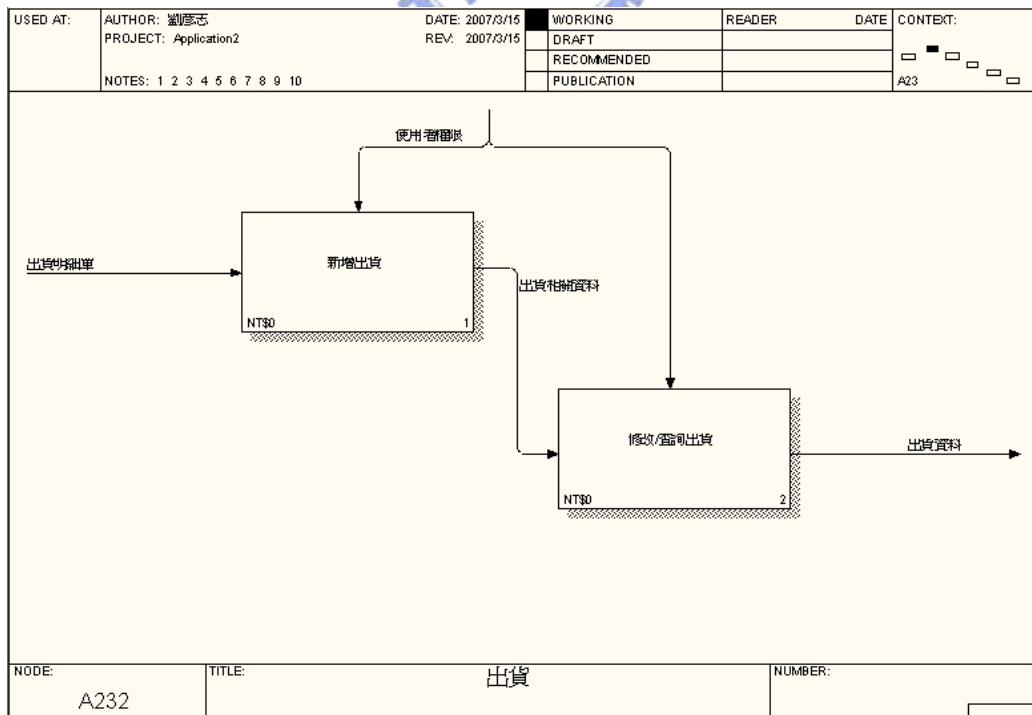 USED AT:
AUTHOR: 劉彥志
DATE: 2007/3/15
PROJECT: Application2
REV: 2007/3/15
NOTES: 1 2 3 4 5 6 7 8 9 10
WORKING
DRAFT
RECOMMENDED
PUBLICATION
READER
DATE
CONTEXT:
A23
使用者權限
出貨明細單
新增出貨
NT$0
1
出貨相關資料
修改/查詢出貨
NT$0
2
出貨資料
NODE:
A232
TITLE:
出貨
NUMBER: